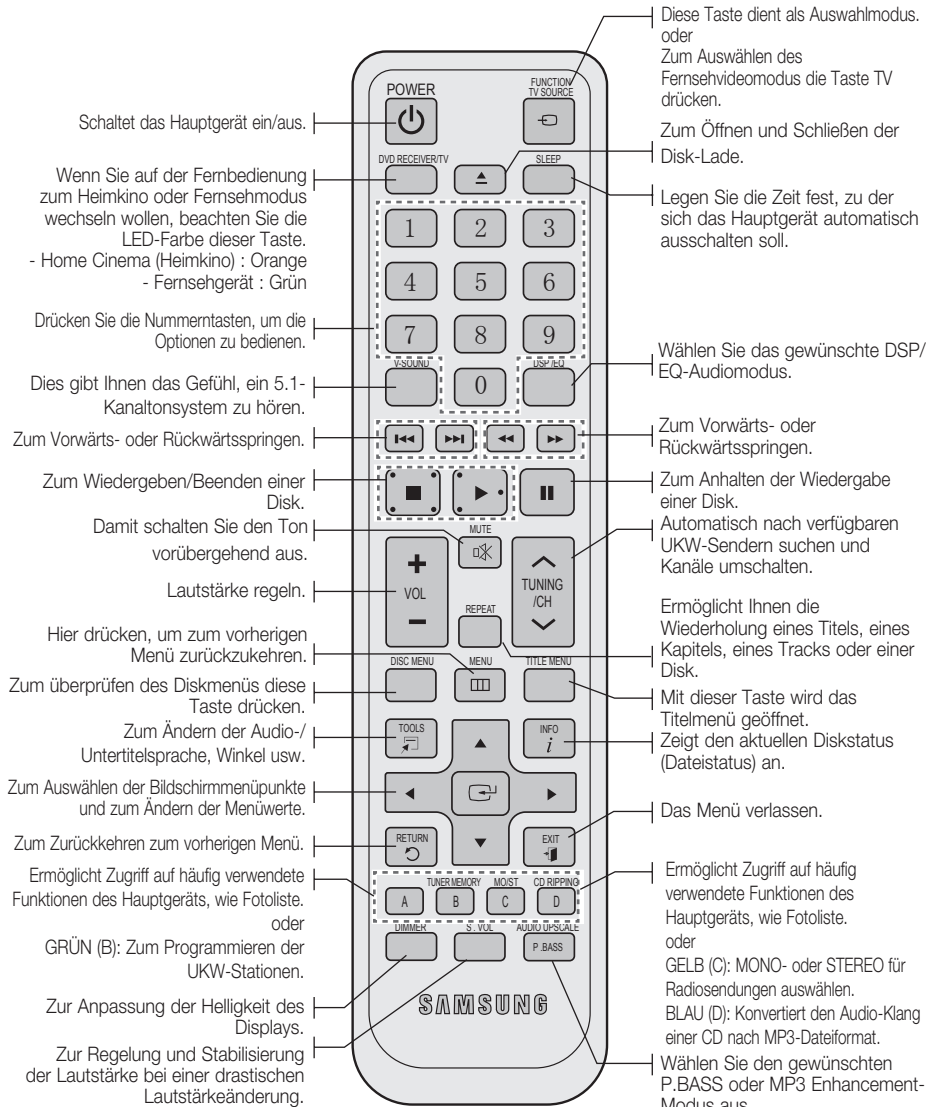 Schaltet das Hauptgerät ein/aus.
Wenn Sie auf der Fernbedienung
zum Heimkino oder Fernsehmodus
wechseln wollen, beachten Sie die
LED-Farbe dieser Taste.
- Home Cinema (Heimkino) : Orange
- Fernsehgerät : Grün
Drücken Sie die Nummerntasten, um die
Optionen zu bedienen.
Dies gibt Ihnen das Gefühl, ein 5.1-
Kanaltonsystem zu hören.
Zum Vorwärts- oder Rückwärtsspringen.
Zum Wiedergeben/Beenden einer
Disk.
Damit schalten Sie den Ton
vorübergehend aus.
Lautstärke regeln.
Hier drücken, um zum vorherigen
Menü zurückzukehren.
Zum überprüfen des Diskmenüs diese
Taste drücken.
Zum Ändern der Audio-/
Untertitelsprache, Winkel usw.
Zum Auswählen der Bildschirmmenüpunkte
und zum Ändern der Menüwerte.
Zum Zurückkehren zum vorherigen Menü.
Ermöglicht Zugriff auf häufig verwendete
Funktionen des Hauptgeräts, wie Fotoliste.
oder
GRÜN (B): Zum Programmieren der
UKW-Stationen.
Zur Anpassung der Helligkeit des
Displays.
Zur Regelung und Stabilisierung
der Lautstärke bei einer drastischen
Lautstärkeänderung.
POWER
FUNCTION
TV SOURCE
DVD RECEIVER/TV
SLEEP
1 2 3
4 5 6
7 8 9
V-SOUND
0
DSP /EQ
MUTE
VOL
TUNING
/CH
REPEAT
DISC MENU
MENU
TITLE MENU
TOOLS
INFO
i
RETURN
EXIT
TUNER MEMORY
MO/ST
CD RIPPING
A B C D
DIMMER
S . VOL
AUDIO UPSCALE
P .BASS
SAMSUNG
Diese Taste dient als Auswahlmodus.
oder
Zum Auswählen des
Fernsehvideomodus die Taste TV
drücken.
Zum Öffnen und Schließen der
Disk-Lade.
Legen Sie die Zeit fest, zu der
sich das Hauptgerät automatisch
ausschalten soll.
Wählen Sie das gewünschte DSP/
EQ-Audiomodus.
Zum Vorwärts- oder
Rückwärtsspringen.
Zum Anhalten der Wiedergabe
einer Disk.
Automatisch nach verfügbaren
UKW-Sendern suchen und
Kanäle umschalten.
Ermöglicht Ihnen die
Wiederholung eines Titels, eines
Kapitels, eines Tracks oder einer
Disk.
Mit dieser Taste wird das
Titelmenü geöffnet.
Zeigt den aktuellen Diskstatus
(Dateistatus) an.
Das Menü verlassen.
Ermöglicht Zugriff auf häufig
verwendete Funktionen des
Hauptgeräts, wie Fotoliste.
oder
GELB (C): MONO- oder STEREO für
Radiosendungen auswählen.
BLAU (D): Konvertiert den Audio-Klang
einer CD nach MP3-Dateiformat.
Wählen Sie den gewünschten
P.BASS oder MP3 Enhancement-
Modus aus.